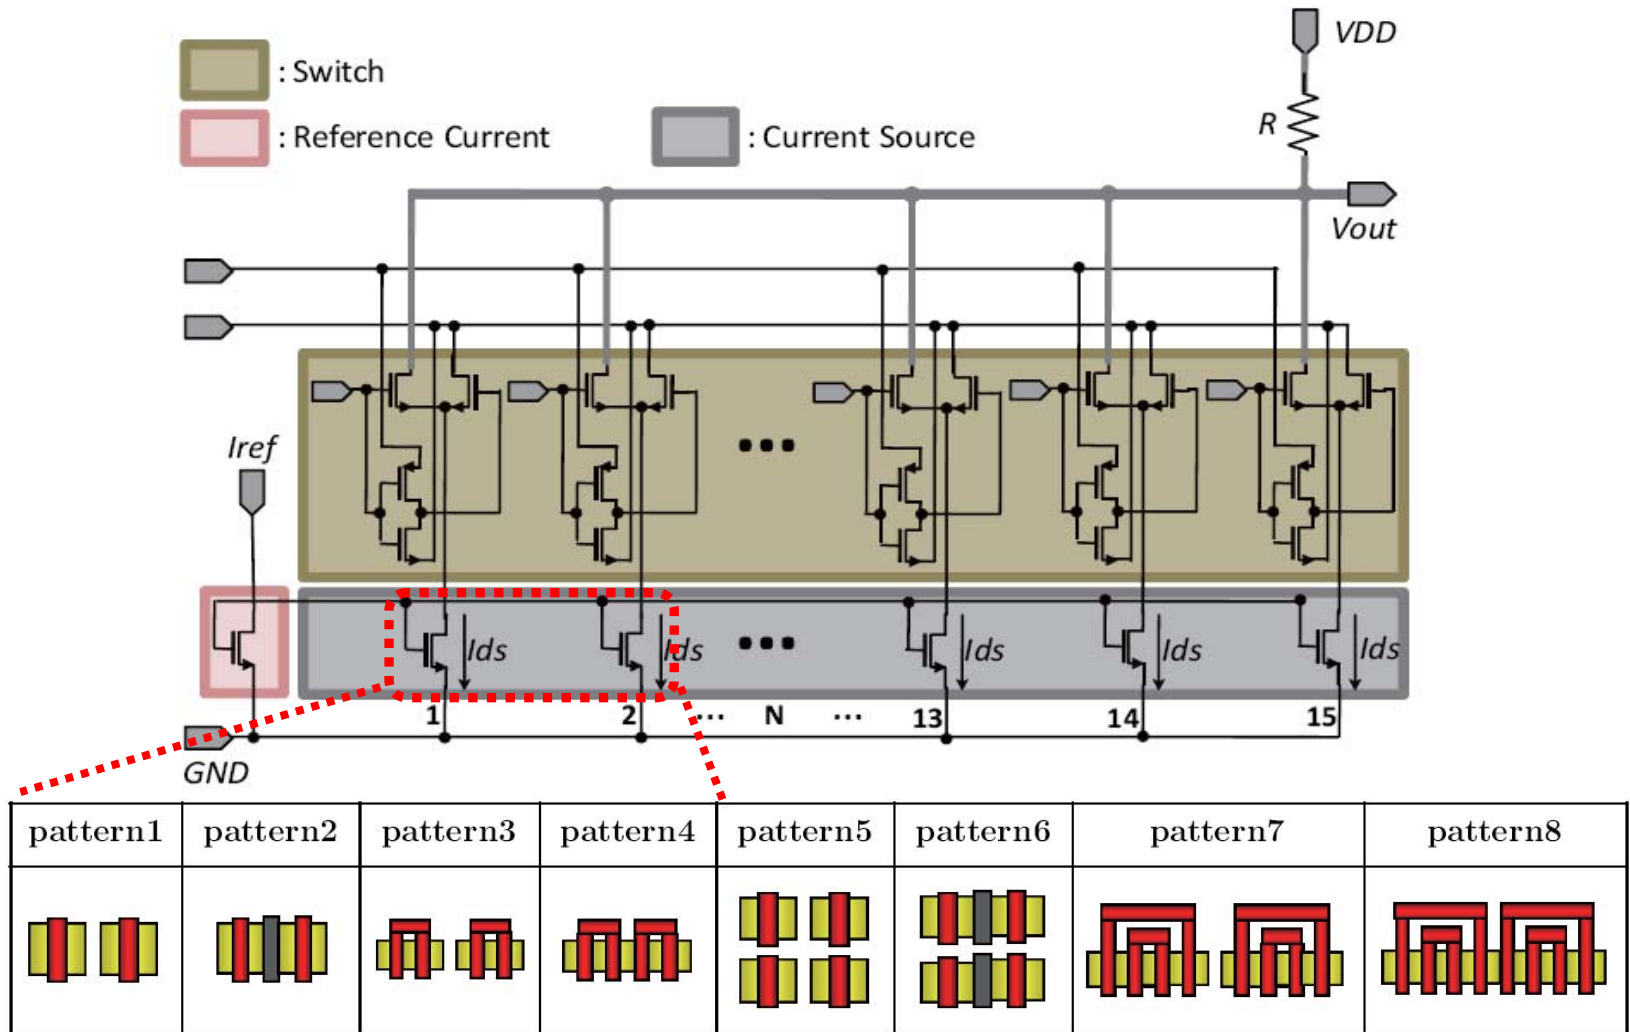 VDD
: Switch
R
: Reference Current
: Current Source
Vout
Iref
Ids
Ids
Ids
Ids
Ids
1
2
...
N
...
13
14
15
GND
pattern1
pattern2
pattern3
pattern4
pattern5
pattern6
pattern7
pattern8